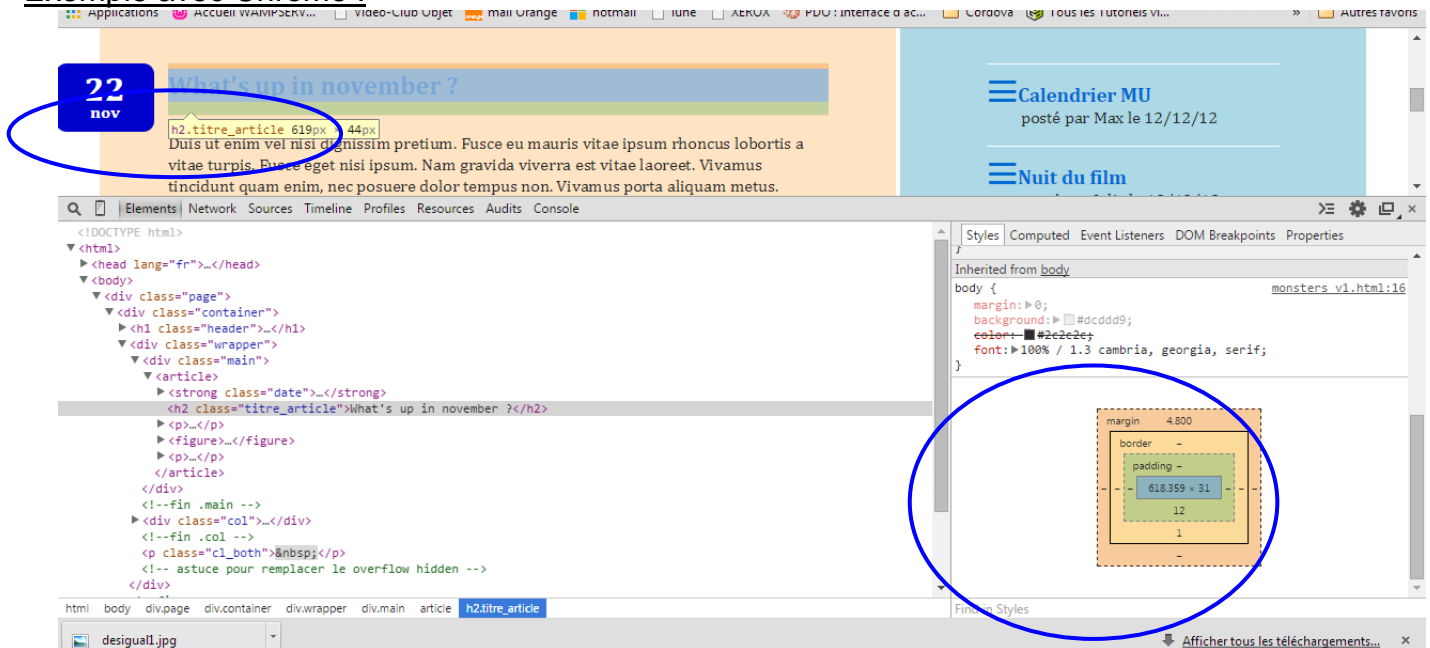 Exemple avec Chrome :
Applications Accueil WAMPSERV... Vidéo-Club Objet mail Orange hotmail lune XEROX PDO : Interface d'ac... Cordova Tous les Tutoriels vi... » Autres favoris
22
nov
What's up in november ?
h2.titre_article 619px × 44px
Duis ut enim vel nisi dignissim pretium. Fusce eu mauris vitae ipsum rhoncus lobortis a
vitae turpis. Fusce eget nisi ipsum. Nam gravida viverra est vitae laoreet. Vivamus
tincidunt quam enim, nec posuere dolor tempus non. Vivamus porta aliquam metus.
Calendrier MU
posté par Max le 12/12/12
Nuit du film
Elements Network Sources Timeline Profiles Resources Audits Console
<!DOCTYPE html>
<html>
<head lang="fr">…</head>
<body>
<div class="page">
<div class="container">
<h1 class="header">…</h1>
<div class="wrapper">
<div class="main">
<article>
<strong class="date">…</strong>
<h2 class="titre_article">What's up in november ?</h2>
<p>…</p>
<figure>…</figure>
<p>…</p>
</article>
</div>
<!--fin .main -->
<div class="col">…</div>
<!--fin .col -->
<p class="cl_both">&nbsp;</p>
<!-- astuce pour remplacer le overflow hidden -->
</div>
html body div.page div.container div.wrapper div.main article h2.titre_article
Styles Computed Event Listeners DOM Breakpoints Properties
}
Inherited from body
body { monsters v1.html:16
margin: 0;
background: #dcddd9;
color: #2c2c2c;
font: 100% / 1.3 cambria, georgia, serif;
}
margin 4.800
border –
padding –
– – – 618.359 × 31 – – –
12
1
–
Find in Styles
desigual1.jpg
Afficher tous les téléchargements... ×